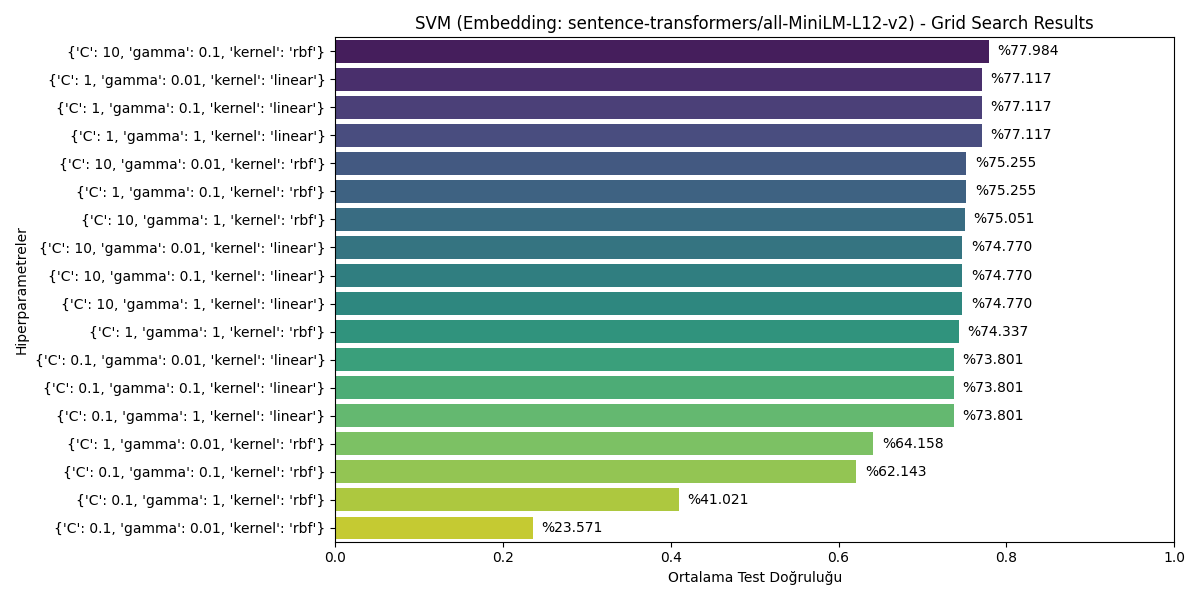 SVM (Embedding: sentence-transformers/all-MiniLM-L12-v2) - Grid Search Results
{'C': 10, 'gamma': 0.1, 'kernel': 'rbf'} %77.984
{'C': 1, 'gamma': 0.01, 'kernel': 'linear'} %77.117
{'C': 1, 'gamma': 0.1, 'kernel': 'linear'} %77.117
{'C': 1, 'gamma': 1, 'kernel': 'linear'} %77.117
{'C': 10, 'gamma': 0.01, 'kernel': 'rbf'} %75.255
{'C': 1, 'gamma': 0.1, 'kernel': 'rbf'} %75.255
{'C': 10, 'gamma': 1, 'kernel': 'rbf'} %75.051
{'C': 10, 'gamma': 0.01, 'kernel': 'linear'} %74.770
{'C': 10, 'gamma': 0.1, 'kernel': 'linear'} %74.770
{'C': 10, 'gamma': 1, 'kernel': 'linear'} %74.770
{'C': 1, 'gamma': 1, 'kernel': 'rbf'} %74.337
{'C': 0.1, 'gamma': 0.01, 'kernel': 'linear'} %73.801
{'C': 0.1, 'gamma': 0.1, 'kernel': 'linear'} %73.801
{'C': 0.1, 'gamma': 1, 'kernel': 'linear'} %73.801
{'C': 1, 'gamma': 0.01, 'kernel': 'rbf'} %64.158
{'C': 0.1, 'gamma': 0.1, 'kernel': 'rbf'} %62.143
{'C': 0.1, 'gamma': 1, 'kernel': 'rbf'} %41.021
{'C': 0.1, 'gamma': 0.01, 'kernel': 'rbf'} %23.571
Hiperparametreler
0.0 0.2 0.4 0.6 0.8 1.0
Ortalama Test Doğruluğu